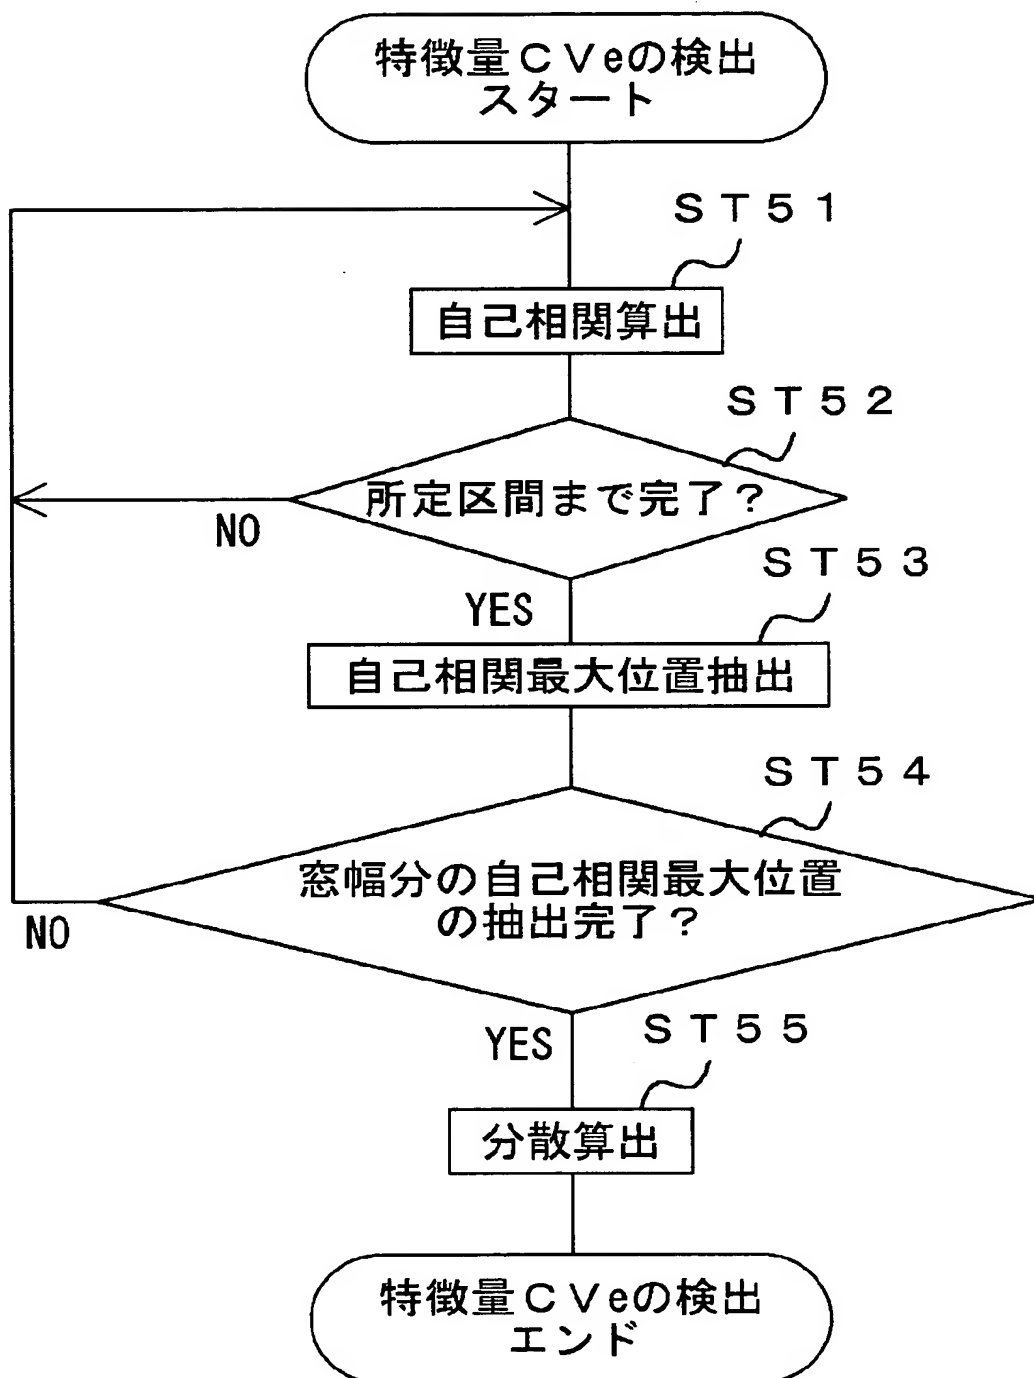 特徴量ＣＶeの検出
スタート
ＳＴ５１
自己相関算出
ＳＴ５２
所定区間まで完了？
NO
ＳＴ５３
YES
自己相関最大位置抽出
ＳＴ５４
窓幅分の自己相関最大位置
の抽出完了？
NO
ＳＴ５５
YES
分散算出
特徴量ＣＶeの検出
エンド